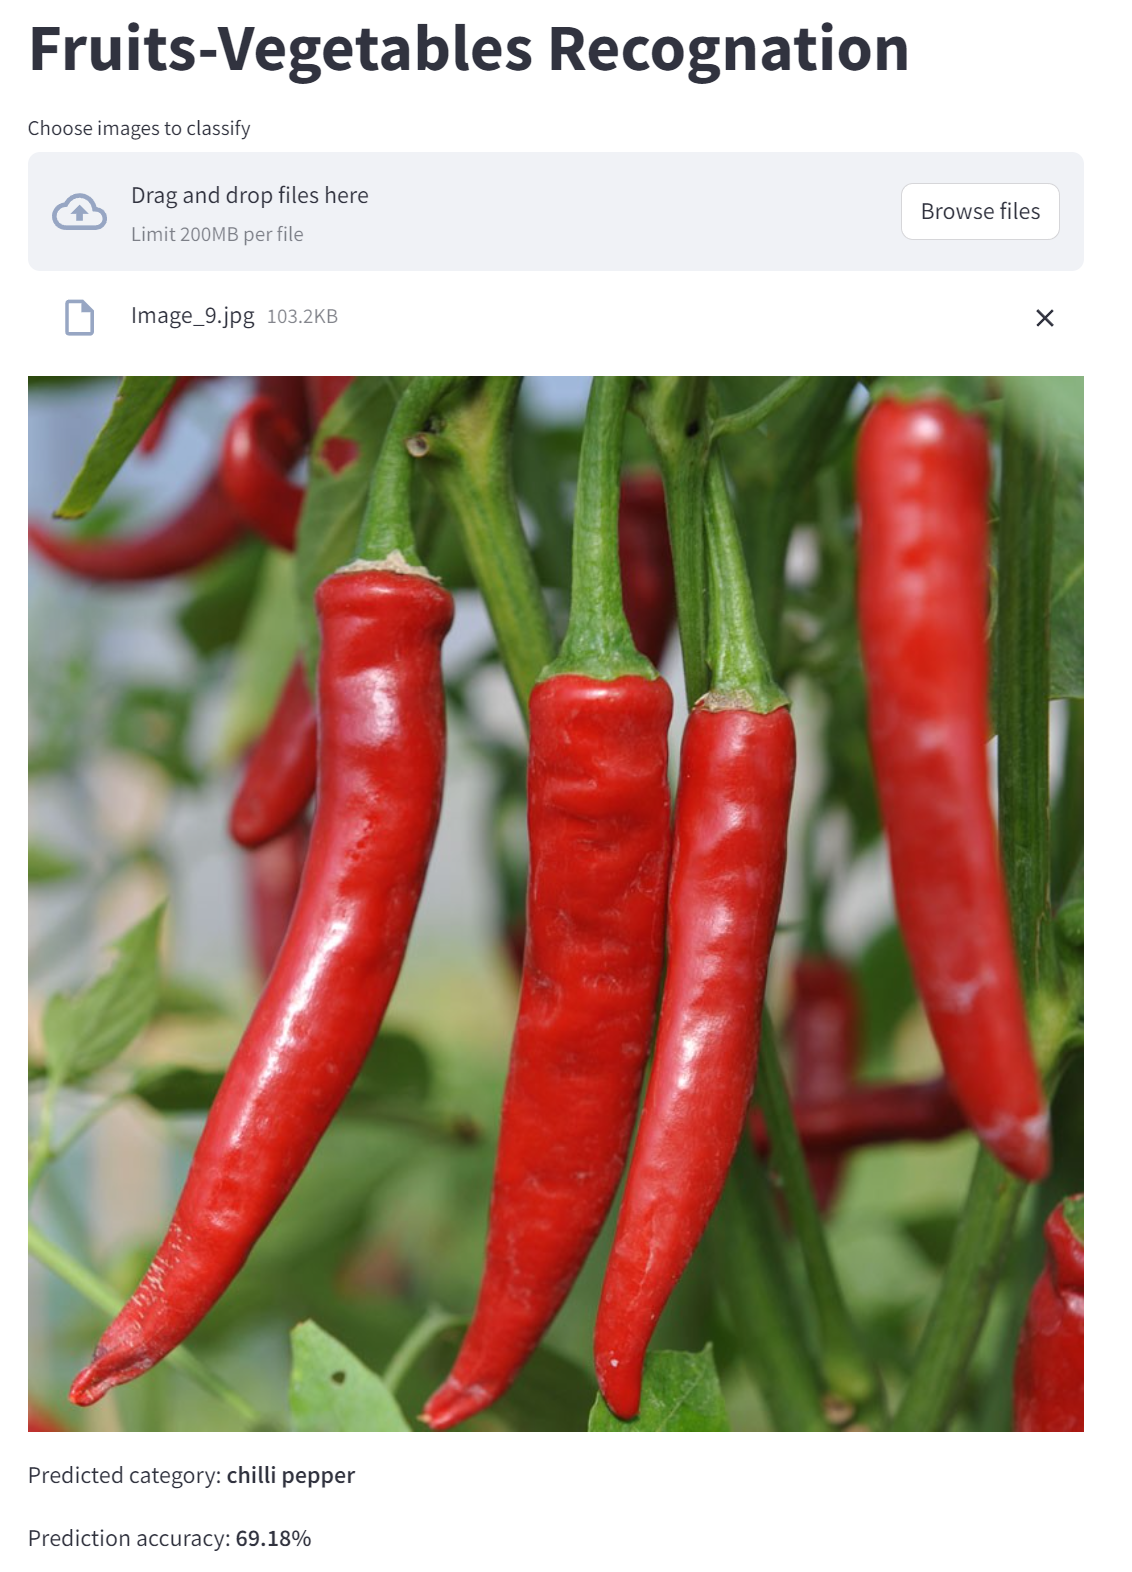 Fruits-Vegetables Recognation
Choose images to classify
Drag and drop files here
Limit 200MB per file
Browse files
Image_9.jpg 103.2KB
Predicted category: chilli pepper
Prediction accuracy: 69.18%